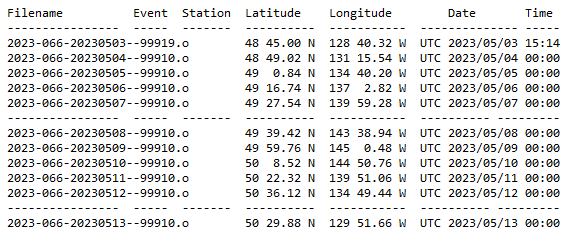 Filename          Event  Station  Latitude    Longitude        Date       Time
----------------  -----  -------  ----------  -----------  -------------- -----
2023-066-20230503--99919.o        48 45.00 N  128 40.32 W  UTC 2023/05/03 15:14
2023-066-20230504--99910.o        48 49.02 N  131 15.54 W  UTC 2023/05/04 00:00
2023-066-20230505--99910.o        49  0.84 N  134 40.20 W  UTC 2023/05/05 00:00
2023-066-20230506--99910.o        49 16.74 N  137  2.82 W  UTC 2023/05/06 00:00
2023-066-20230507--99910.o        49 27.54 N  139 59.28 W  UTC 2023/05/07 00:00
----------------  -----  -------  ----------  -----------  --------- --------
2023-066-20230508--99910.o        49 39.42 N  143 38.94 W  UTC 2023/05/08 00:00
2023-066-20230509--99910.o        49 59.76 N  145  0.48 W  UTC 2023/05/09 00:00
2023-066-20230510--99910.o        50  8.52 N  144 50.76 W  UTC 2023/05/10 00:00
2023-066-20230511--99910.o        50 22.32 N  139 51.06 W  UTC 2023/05/11 00:00
2023-066-20230512--99910.o        50 36.12 N  134 49.44 W  UTC 2023/05/12 00:00
----------------  -----  -------  ----------  -----------  --------- --------
2023-066-20230513--99910.o        50 29.88 N  129 51.66 W  UTC 2023/05/13 00:00